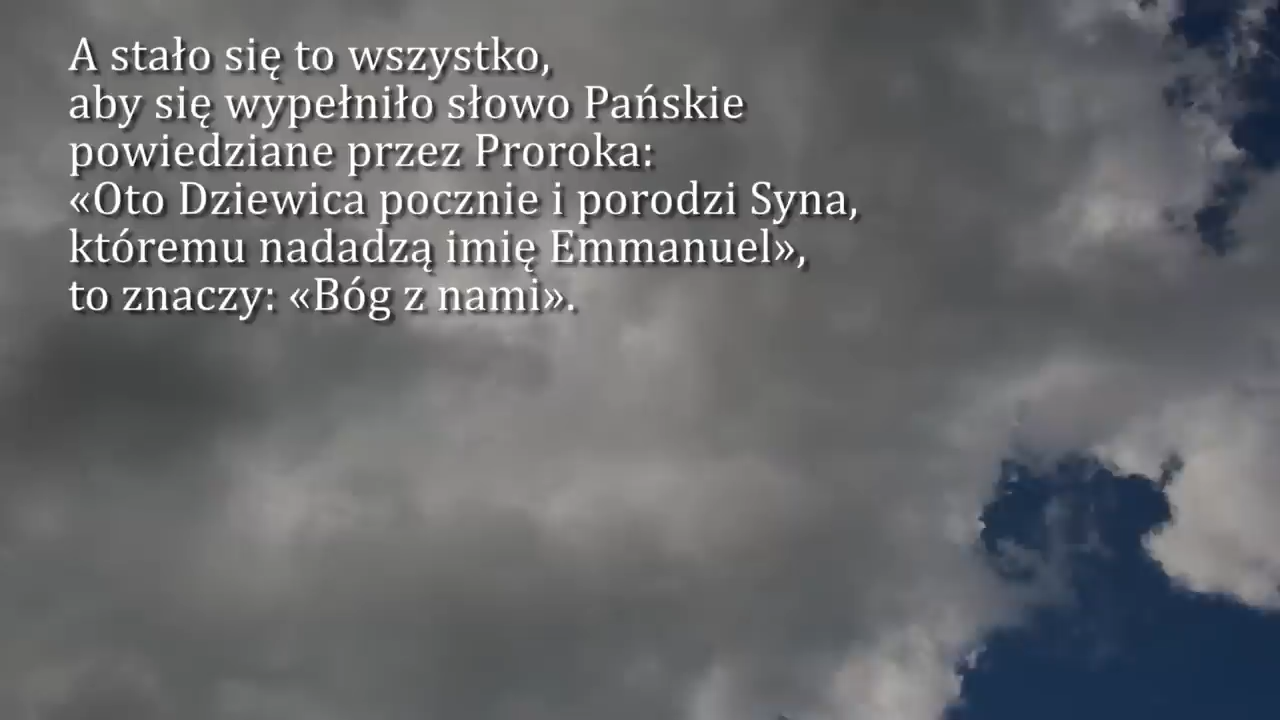 A stało się to wszystko,
aby się wypełniło słowo Pańskie
powiedziane przez Proroka:
«Oto Dziewica pocznie i porodzi Syna,
któremu nadadzą imię Emmanuel»,
to znaczy: «Bóg z nami».